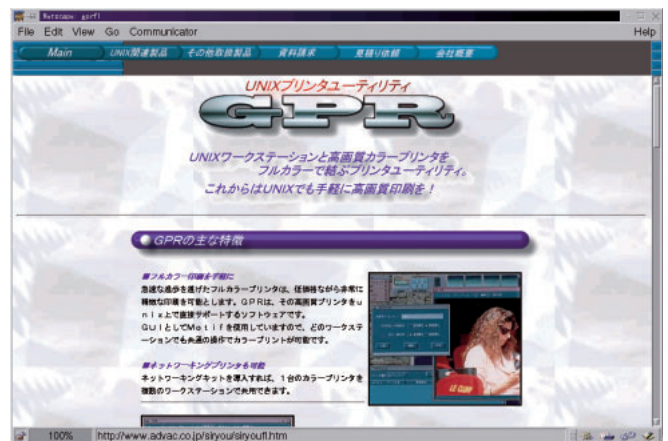 Netscape: gprfl
File Edit View Go Communicator Help
Main UNIX関連製品 その他取扱製品 資料請求 見積り依頼 会社概要
UNIXプリンタユーティリティ
GPR
UNIXワークステーションと高画質カラープリンタを
フルカラーで結ぶプリンタユーティリティ。
これからはUNIXでも手軽に高画質印刷を！
GPRの主な特徴
■フルカラー印刷を手軽に
急速な進歩を遂げたフルカラープリンタは、低価格ながら非常に
精緻な印刷を可能とします。ＧＰＲは、その高画質プリンタをｕ
ｎｉｘ上で直接サポートするソフトウェアです。
ＧＵＩとしてＭｏｔｉｆを使用していますので、どのワークステ
ーションでも共通の操作でカラープリントが可能です。
■ネットワーキングプリンタも可能
ネットワーキングキットを導入すれば、１台のカラープリンタを
複数のワークステーションで共用できます。
100% http://www.advac.co.jp/siryou/siryoufl.htm